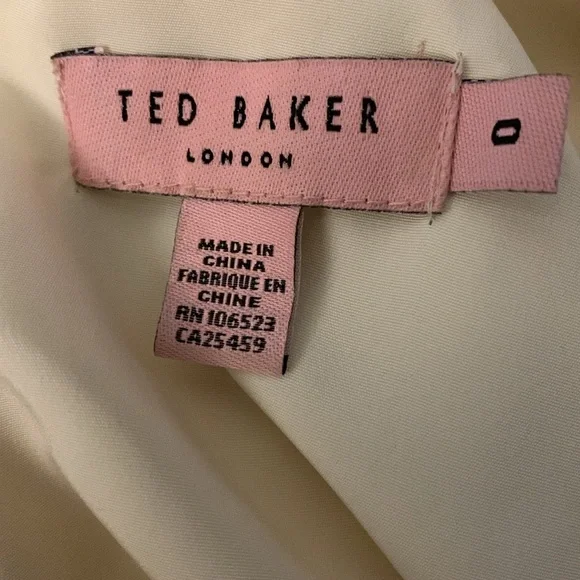 TED BAKER
LONDON
0
MADE IN
CHINA
FABRIQUE EN
CHINE
RN 106523
CA25459